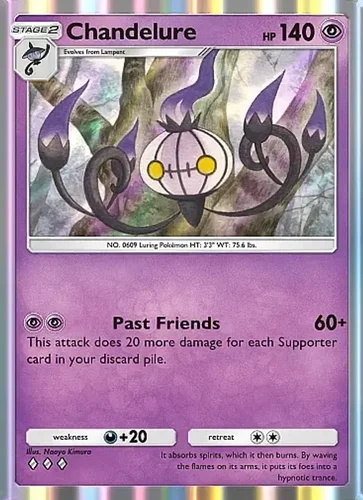 STAGE 2 Chandelure HP 140
Evolves from Lampent
NO. 0609 Luring Pokémon HT: 3'3" WT: 75.6 lbs.
Past Friends 60+
This attack does 20 more damage for each Supporter
card in your discard pile.
weakness +20 retreat
Illus. Naoyo Kimura
It absorbs spirits, which it then burns. By waving
the flames on its arms, it puts its foes into a
hypnotic trance.